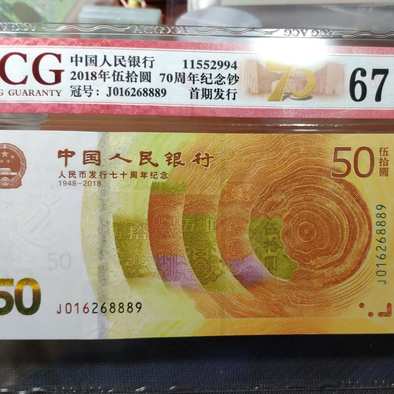 CG 中国人民银行 11552994
2018年伍拾圆 70周年纪念钞 67
G GUARANTY 冠号: J016268889 首期发行
70
中国人民银行 50 伍拾圆
人民币发行七十周年纪念
1948-2018
50
J016268889
50 J016268889